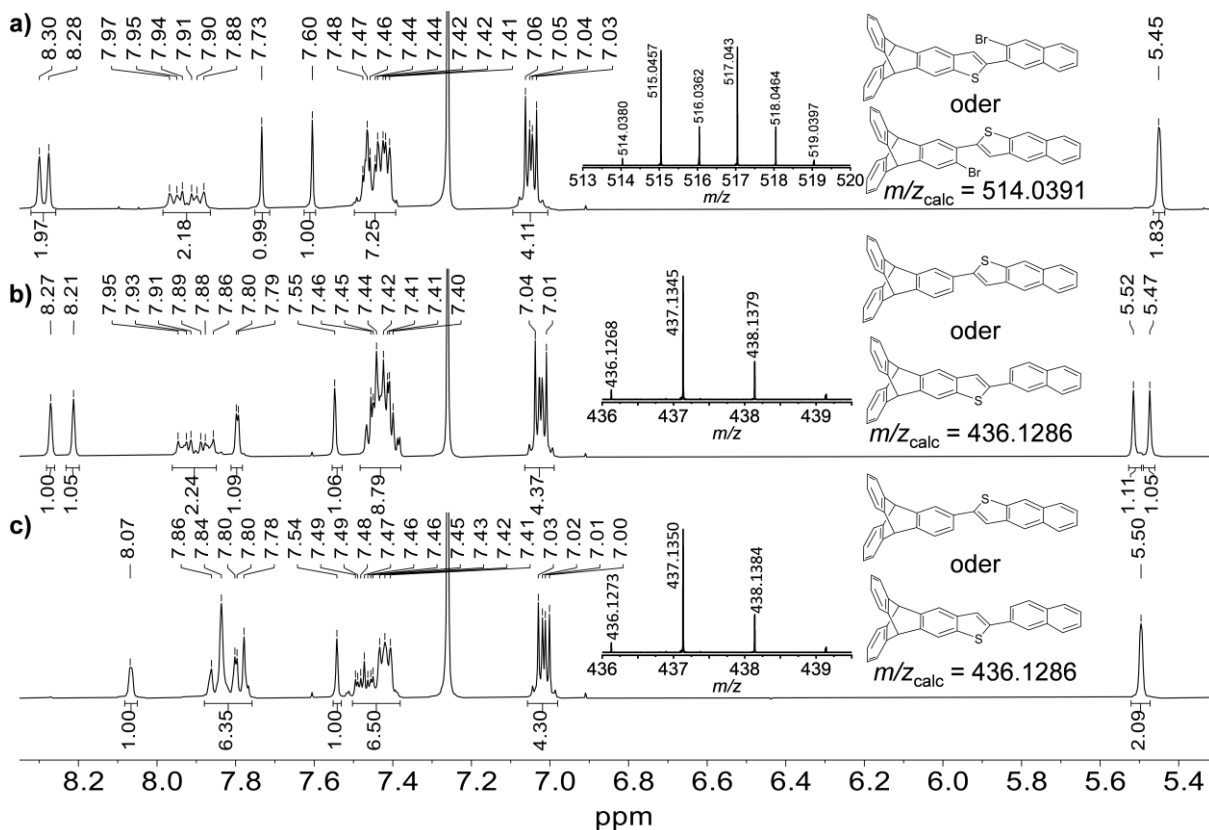 a)
8.30 8.28 7.97 7.95 7.94 7.91 7.90 7.88 7.73 7.60 7.48 7.47 7.46 7.44 7.44 7.42 7.42 7.41 7.06 7.05 7.04 7.03 5.45
514.0380 515.0457 516.0362 517.043 518.0464 519.0397
513 514 515 516 517 518 519 520
m/z
Br
S
oder
S
Br
m/zcalc = 514.0391
1.97 2.18 0.99 1.00 7.25 4.11 1.83
b)
8.27 8.21 7.95 7.93 7.91 7.89 7.88 7.86 7.80 7.79 7.55 7.46 7.45 7.44 7.42 7.41 7.41 7.40 7.04 7.01 5.52 5.47
436.1268 437.1345 438.1379
436 437 438 439
m/z
S
oder
S
m/zcalc = 436.1286
1.00 1.05 2.24 1.09 1.06 8.79 4.37 1.11 1.05
c)
8.07 7.86 7.84 7.80 7.80 7.78 7.54 7.49 7.49 7.48 7.47 7.46 7.46 7.45 7.43 7.42 7.41 7.03 7.02 7.01 7.00 5.50
436.1273 437.1350 438.1384
436 437 438 439
m/z
S
oder
S
m/zcalc = 436.1286
1.00 6.35 1.00 6.50 4.30 2.09
8.2 8.0 7.8 7.6 7.4 7.2 7.0 6.8 6.6 6.4 6.2 6.0 5.8 5.6 5.4
ppm